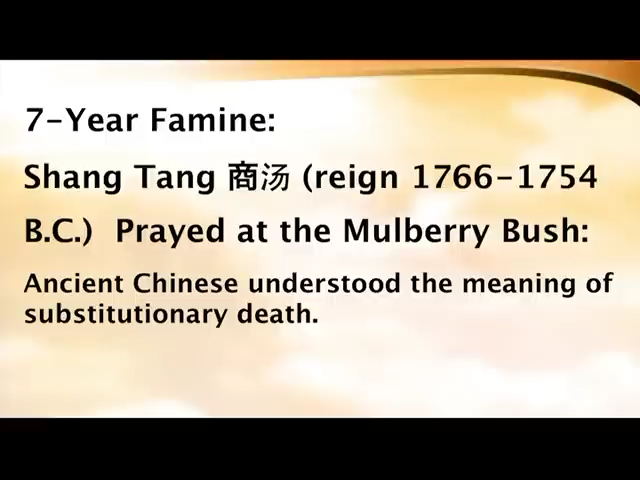 7-Year Famine:
Shang Tang 商汤 (reign 1766-1754
B.C.) Prayed at the Mulberry Bush:
Ancient Chinese understood the meaning of
substitutionary death.